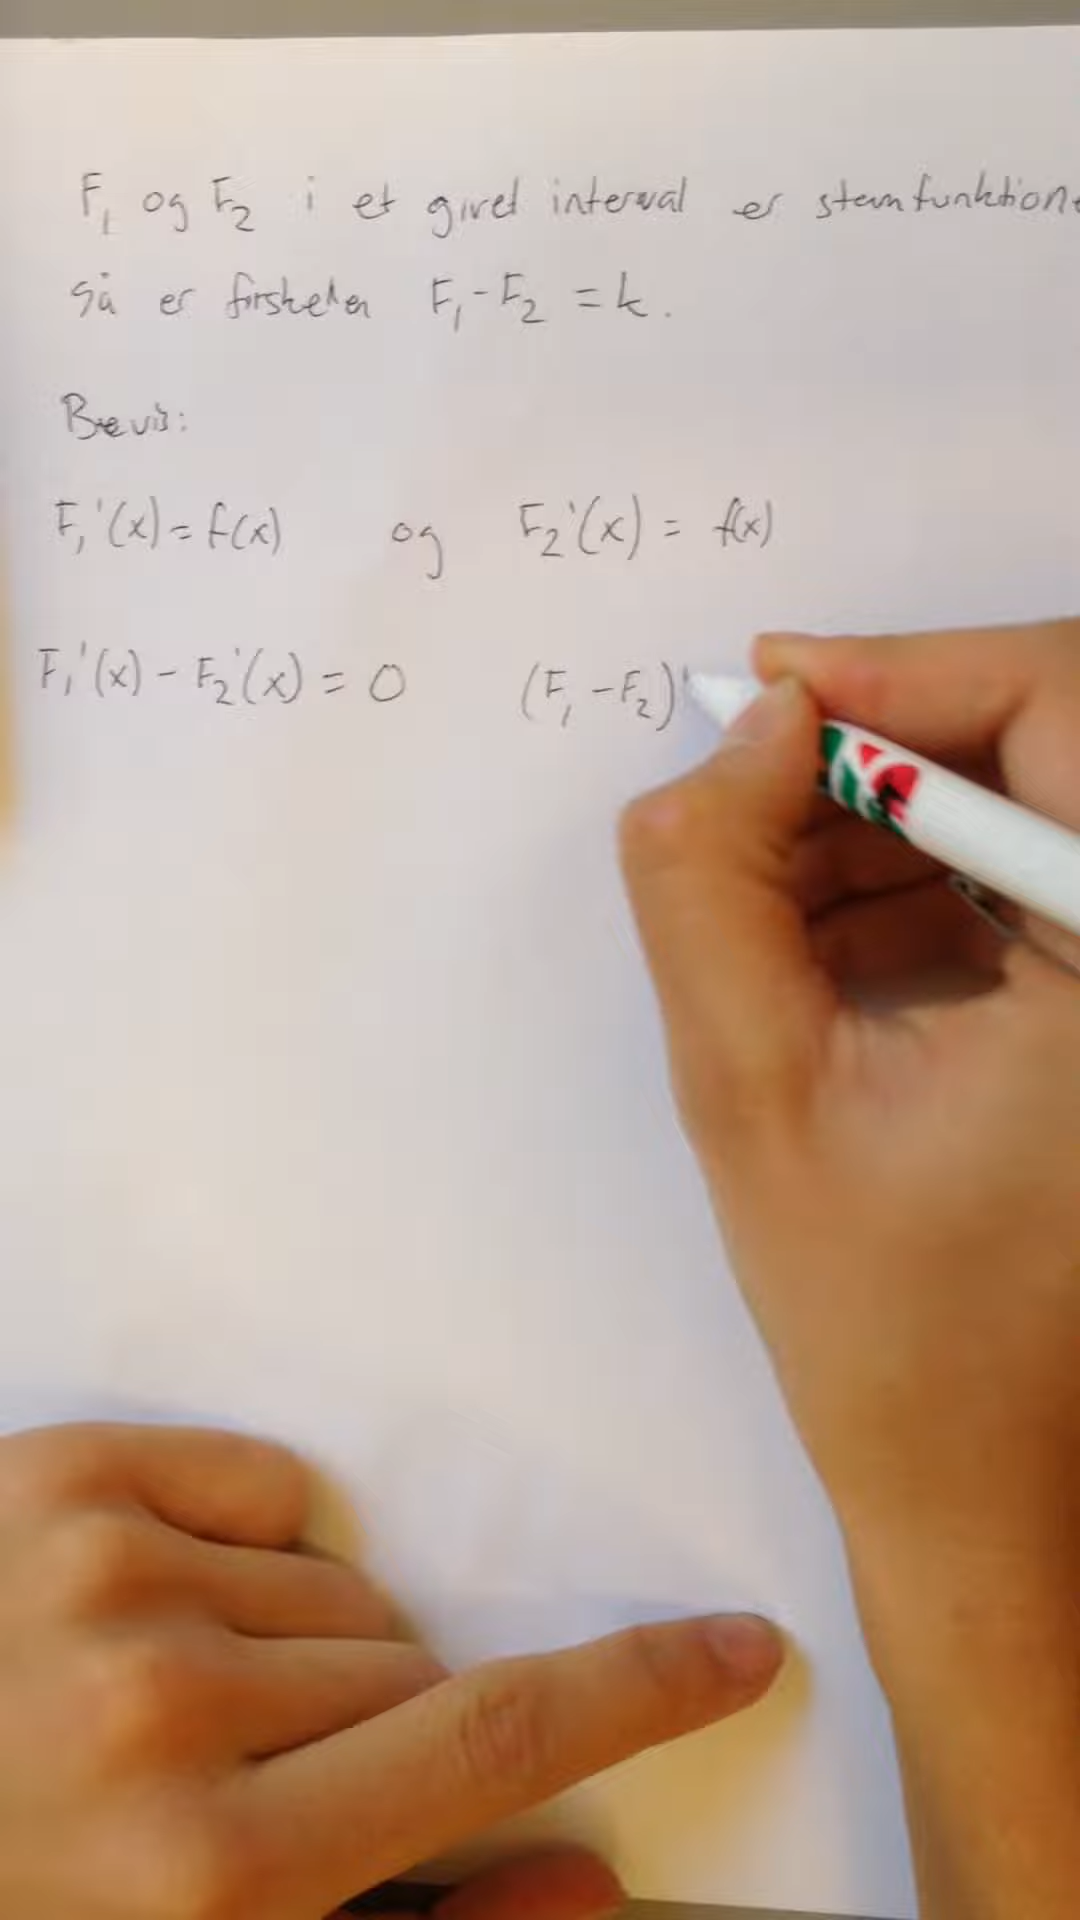 F₁ og F₂ i et givet interval er stamfunktione
så er forskellen F₁-F₂ = k.
Bevis:
F₁'(x) = f(x) og F₂'(x) = f(x)
F₁'(x) - F₂'(x) = 0 (F₁-F₂)'